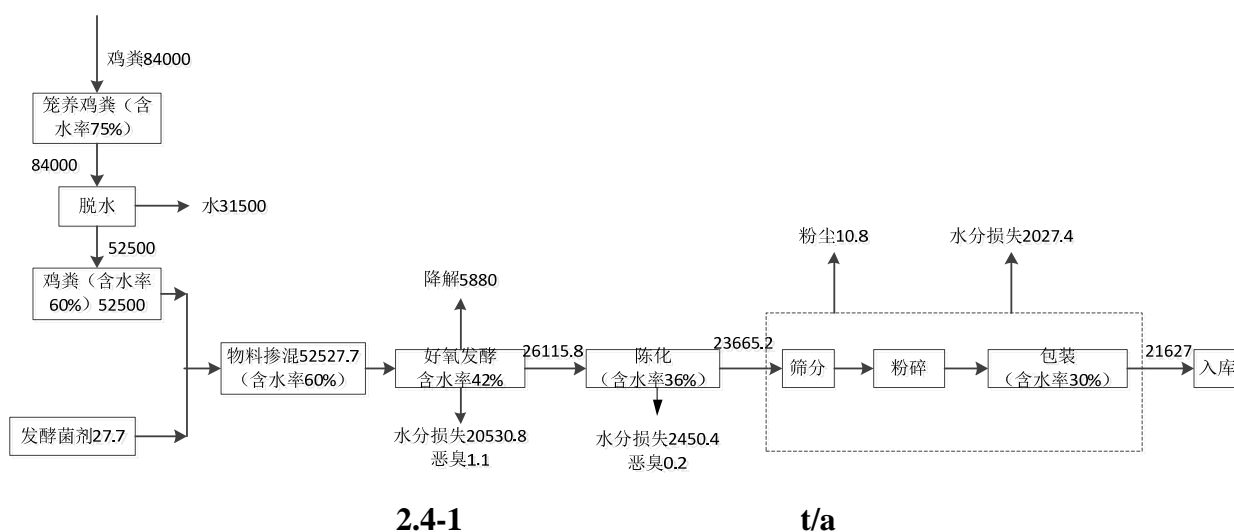 鸡粪84000
笼养鸡粪（含
水率75%）
84000
脱水
水31500
52500
鸡粪（含水率
60%）52500
发酵菌剂27.7
物料掺混52527.7
（含水率60%）
降解5880
好氧发酵
含水率42%
水分损失20530.8
恶臭1.1
26115.8
陈化
（含水率36%）
水分损失2450.4
恶臭0.2
23665.2
粉尘10.8
水分损失2027.4
筛分
粉碎
包装
（含水率30%）
21627
入库
2.4-1
t/a